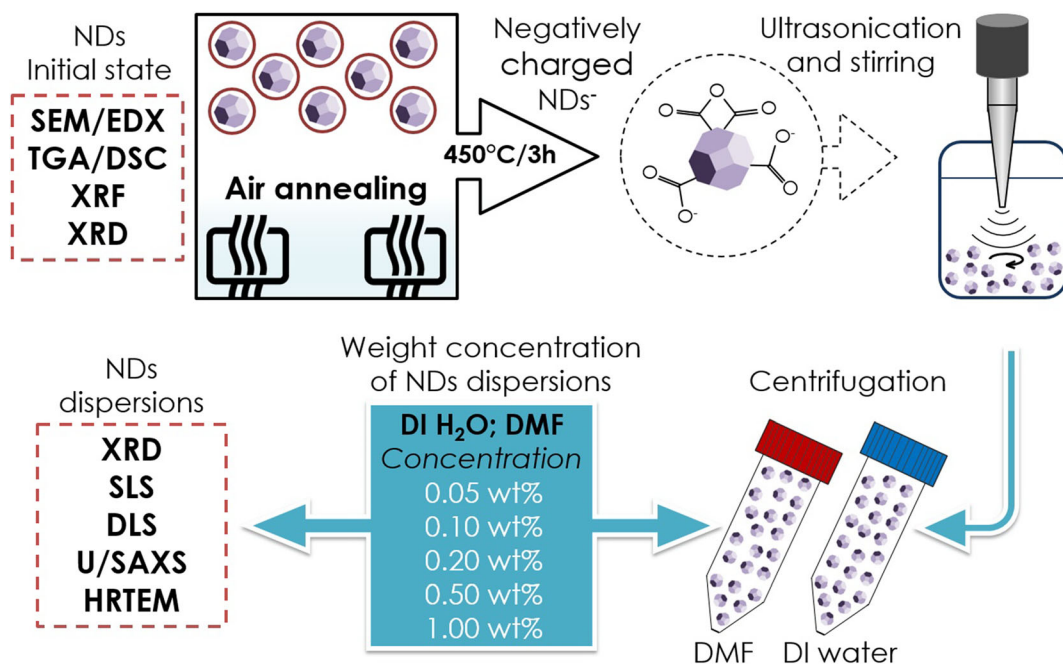 NDs
Initial state
SEM/EDX
TGA/DSC
XRF
XRD
Air annealing
450°C/3h
Negatively
charged
NDs⁻
O
O
O
O⁻
O
O
O⁻
Ultrasonication
and stirring
NDs
dispersions
XRD
SLS
DLS
U/SAXS
HRTEM
Weight concentration
of NDs dispersions
DI H₂O; DMF
Concentration
0.05 wt%
0.10 wt%
0.20 wt%
0.50 wt%
1.00 wt%
Centrifugation
DMF
DI water